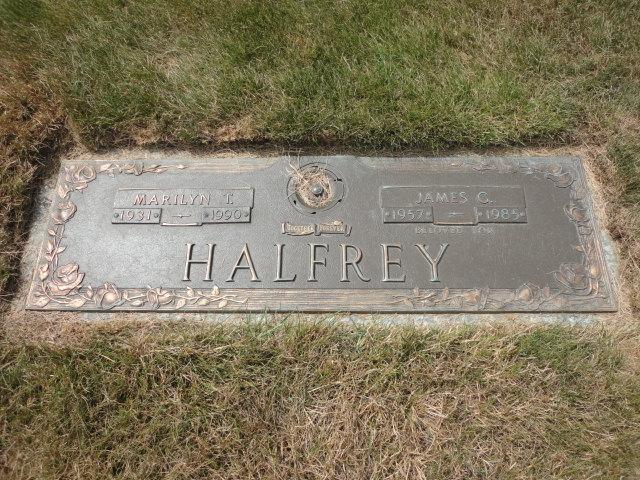 MARILYN T.
1931 1990
TOGETHER FOREVER
JAMES C.
1957 1985
BELOVED SON
HALFREY